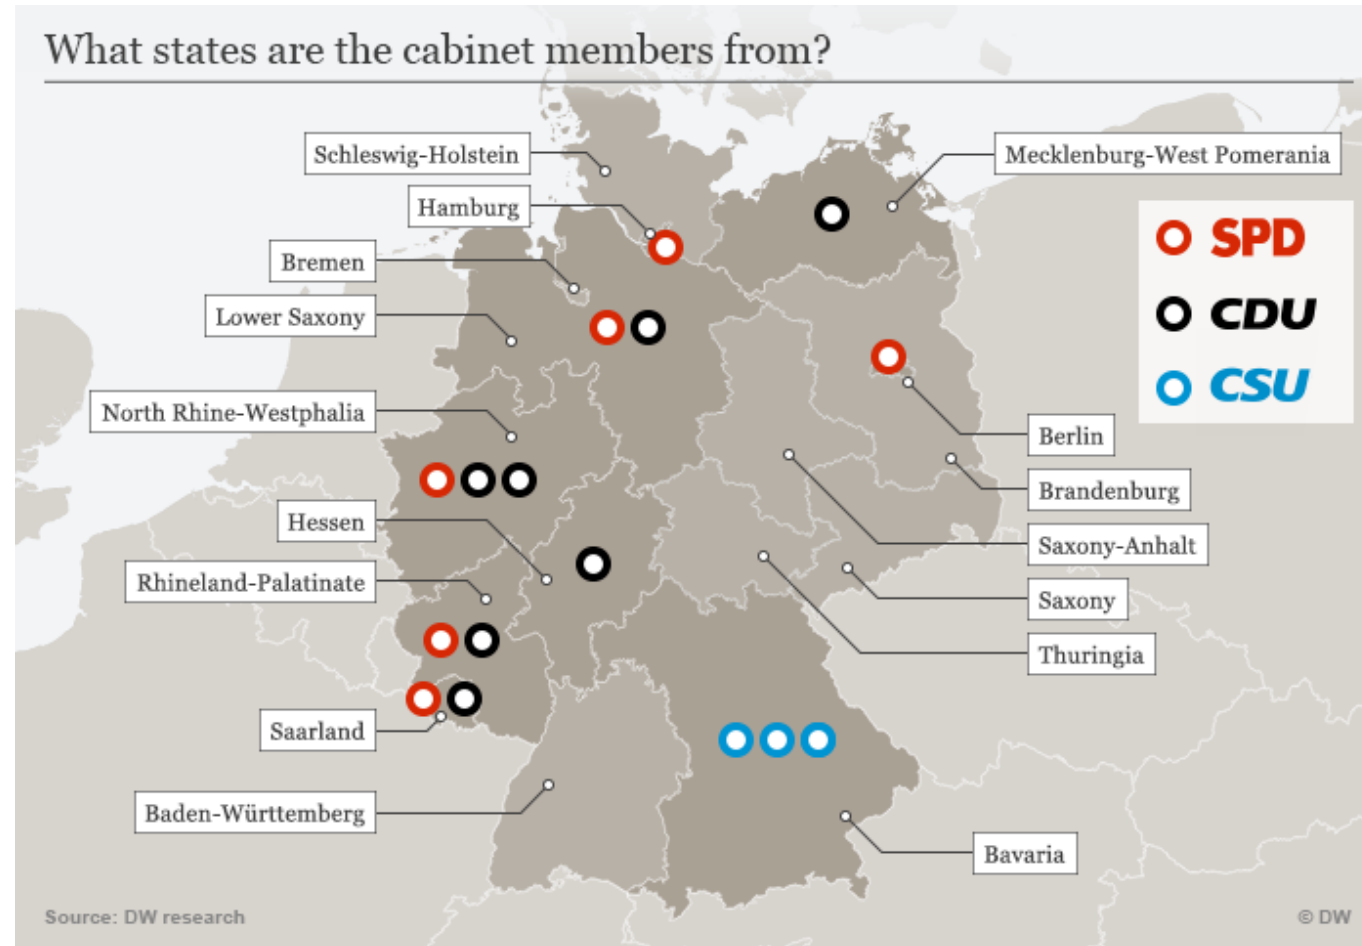 What states are the cabinet members from?
Schleswig-Holstein
Mecklenburg-West Pomerania
Hamburg
Bremen
Lower Saxony
North Rhine-Westphalia
Hessen
Rhineland-Palatinate
Saarland
Baden-Württemberg
SPD
CDU
CSU
Berlin
Brandenburg
Saxony-Anhalt
Saxony
Thuringia
Bavaria
Source: DW research
© DW